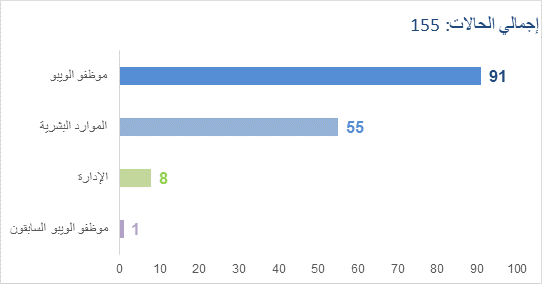 إجمالي الحالات: 155
موظفو الويبو
91
الموارد البشرية
55
الإدارة
8
موظفو الويبو السابقون
1
0 10 20 30 40 50 60 70 80 90 100